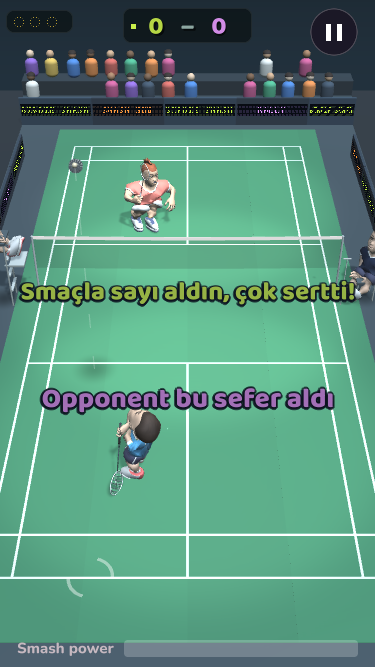 0 – 0
Smaçla sayı aldın, çok sertti!
Opponent bu sefer aldı
Smash power